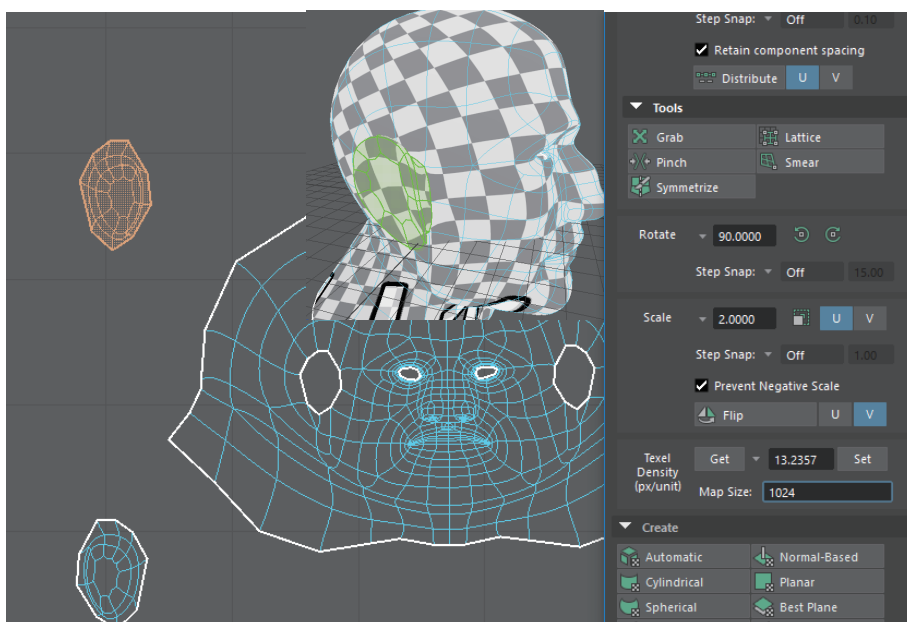 Step Snap: Off 0.10
Retain component spacing
Distribute U V
Tools
Grab Lattice
Pinch Smear
Symmetrize
Rotate 90.0000
Step Snap: Off 15.00
Scale 2.0000 U V
Step Snap: Off 1.00
Prevent Negative Scale
Flip U V
Texel Density (px/unit) Get 13.2357 Set
Map Size: 1024
Create
Automatic Normal-Based
Cylindrical Planar
Spherical Best Plane